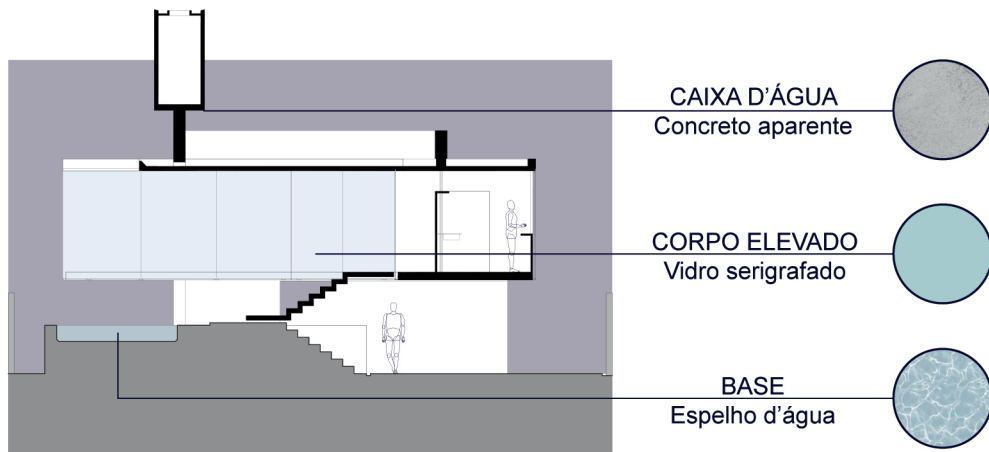 CAIXA D'ÁGUA
Concreto aparente
CORPO ELEVADO
Vidro serigrafado
BASE
Espelho d'água